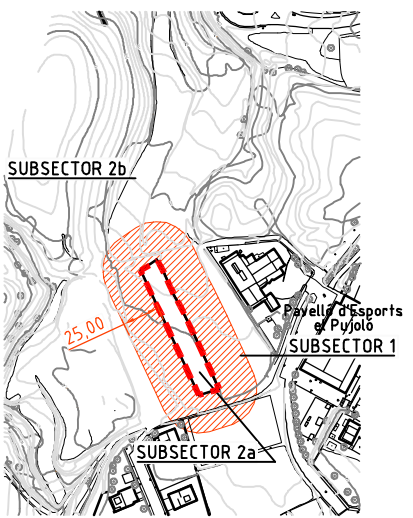 SUBSECTOR 2b
Pavelló d'Esports
el Pujoló
25,00
SUBSECTOR 1
SUBSECTOR 2a